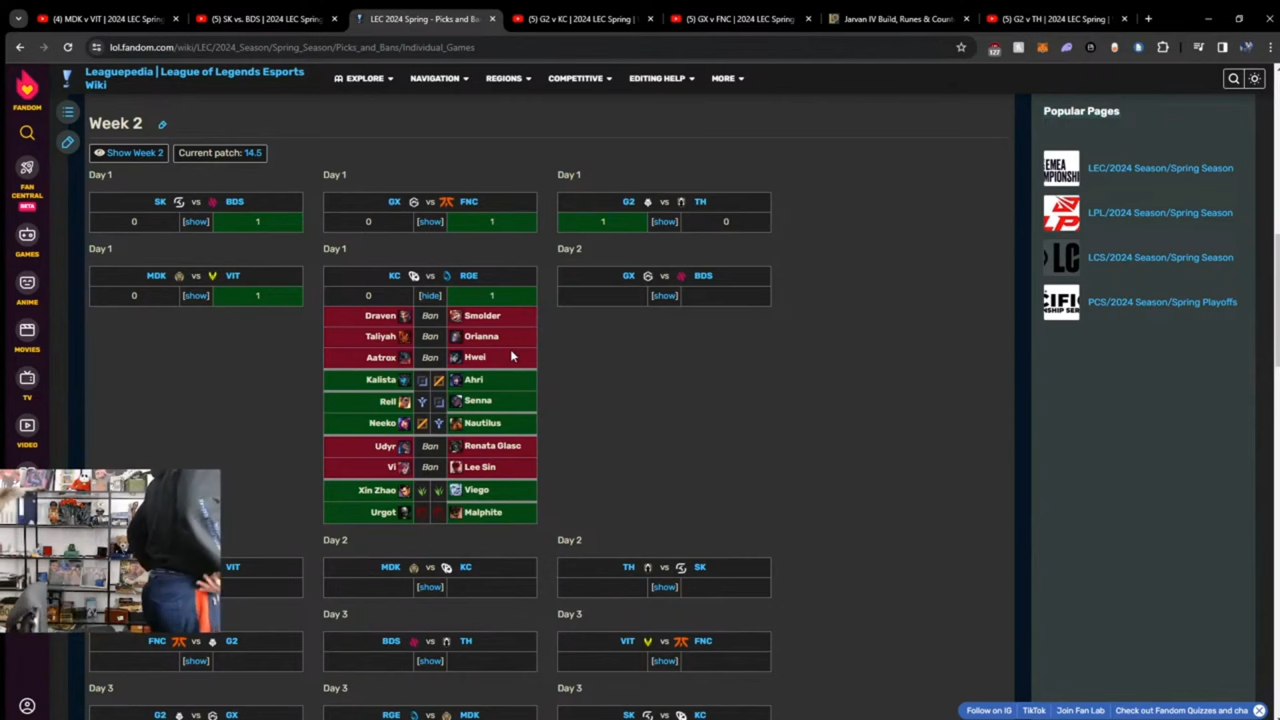 (4) MDK v VIT | 2024 LEC Spring
(5) SK vs. BDS | 2024 LEC Spring
LEC 2024 Spring - Picks and Ba
(5) G2 v KC | 2024 LEC Spring |
(5) GX v FNC | 2024 LEC Spring
Jarvan IV Build, Runes & Count
(5) G2 v TH | 2024 LEC Spring |
lol.fandom.com/wiki/LEC/2024_Season/Spring_Season/Picks_and_Bans/Individual_Games
127
FANDOM
FAN CENTRAL
BETA
GAMES
ANIME
MOVIES
TV
VIDEO
Leaguepedia | League of Legends Esports
Wiki
EXPLORE
NAVIGATION
REGIONS
COMPETITIVE
EDITING HELP
MORE
Week 2
Show Week 2
Current patch: 14.5
Day 1
Day 1
Day 1
SK vs BDS
0 [show] 1
GX vs FNC
0 [show] 1
G2 vs TH
1 [show] 0
Day 1
Day 1
Day 2
MDK vs VIT
0 [show] 1
KC vs RGE
0 [hide] 1
GX vs BDS
[show]
Draven Ban Smolder
Taliyah Ban Orianna
Aatrox Ban Hwei
Kalista Ahri
Rell Senna
Neeko Nautilus
Udyr Ban Renata Glasc
Vi Ban Lee Sin
Xin Zhao Viego
Urgot Malphite
Day 2
Day 2
VIT
MDK vs KC
[show]
TH vs SK
[show]
Day 3
Day 3
FNC vs G2
[show]
BDS vs TH
[show]
VIT vs FNC
[show]
Day 3
Day 3
Day 3
G2 vs GX
RGE vs MDK
SK vs KC
Popular Pages
LEC/2024 Season/Spring Season
LPL/2024 Season/Spring Season
LCS/2024 Season/Spring Season
PCS/2024 Season/Spring Playoffs
Follow on IG
TikTok
Join Fan Lab
Check out Fandom Quizzes and cha